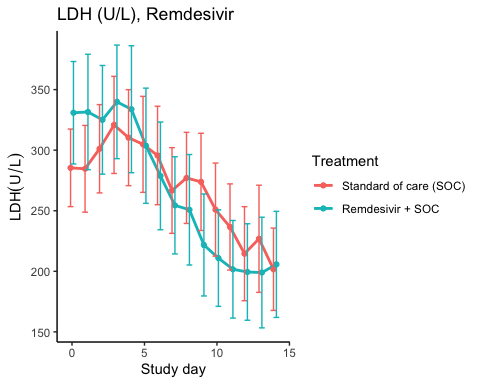 LDH (U/L), Remdesivir
LDH(U/L)
350
300
250
200
150
0
5
10
15
Study day
Treatment
Standard of care (SOC)
Remdesivir + SOC